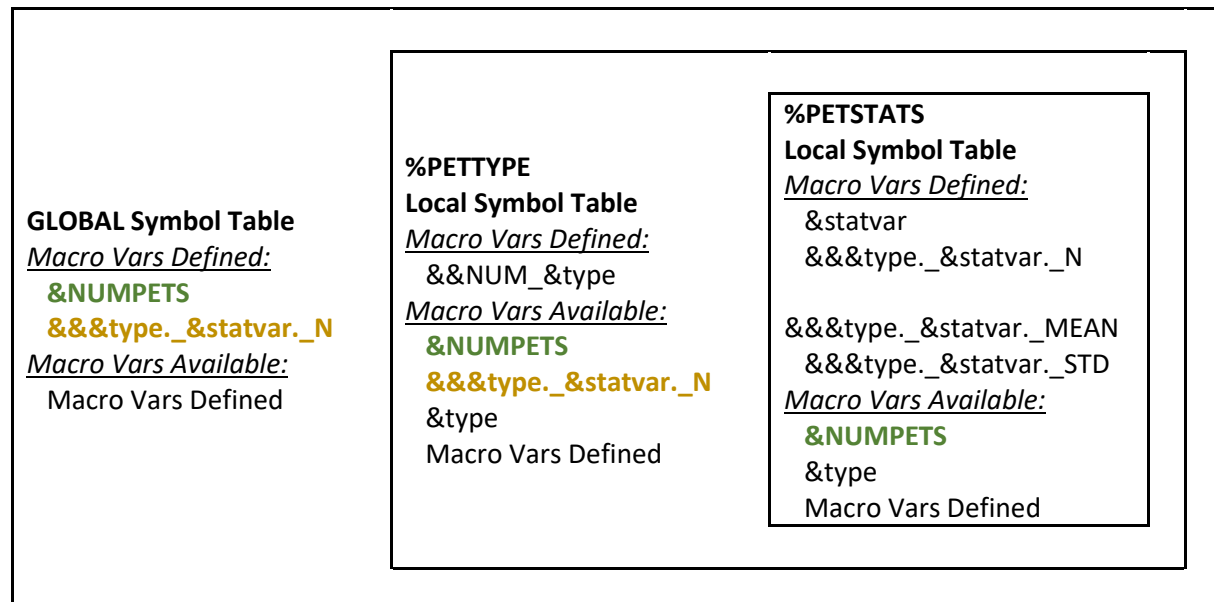 GLOBAL Symbol Table
Macro Vars Defined:
&NUMPETS
&&&type._&statvar._N
Macro Vars Available:
Macro Vars Defined
%PETTYPE
Local Symbol Table
Macro Vars Defined:
&&NUM_&type
Macro Vars Available:
&NUMPETS
&&&type._&statvar._N
&type
Macro Vars Defined
%PETSTATS
Local Symbol Table
Macro Vars Defined:
&statvar
&&&type._&statvar._N
&&&type._&statvar._MEAN
&&&type._&statvar._STD
Macro Vars Available:
&NUMPETS
&type
Macro Vars Defined